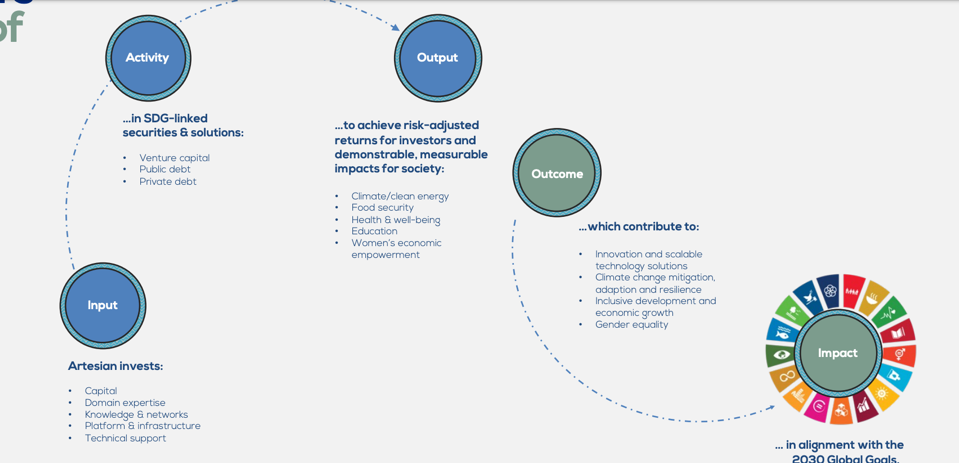 of
Activity
...in SDG-linked
securities & solutions:
• Venture capital
• Public debt
• Private debt
Output
...to achieve risk-adjusted
returns for investors and
demonstrable, measurable
impacts for society:
• Climate/clean energy
• Food security
• Health & well-being
• Education
• Women's economic
empowerment
Outcome
...which contribute to:
• Innovation and scalable
technology solutions
• Climate change mitigation,
adaption and resilience
• Inclusive development and
economic growth
• Gender equality
Input
Artesian invests:
• Capital
• Domain expertise
• Knowledge & networks
• Platform & infrastructure
• Technical support
Impact
... in alignment with the
2030 Global Goals.